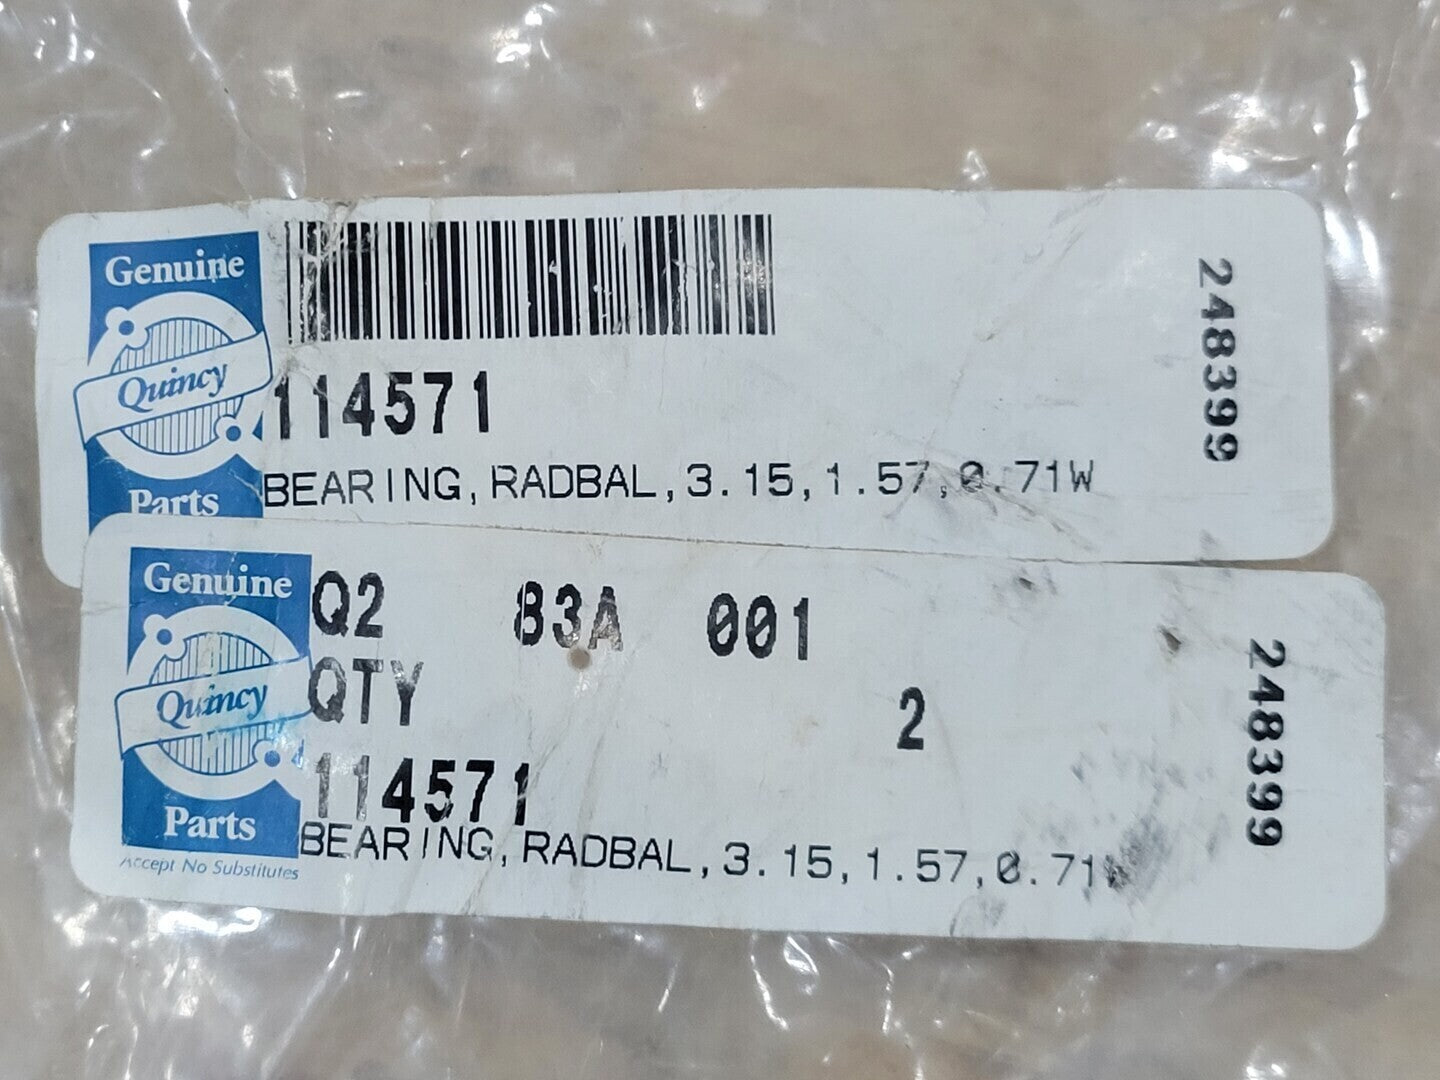 Genuine
Quincy
Parts
114571
BEARING,RADBAL,3.15,1.57,0.71W
248399
Genuine
Quincy
Parts
Accept No Substitutes
Q2 83A 001
QTY 2
114571
BEARING,RADBAL,3.15,1.57,0.71W
248399